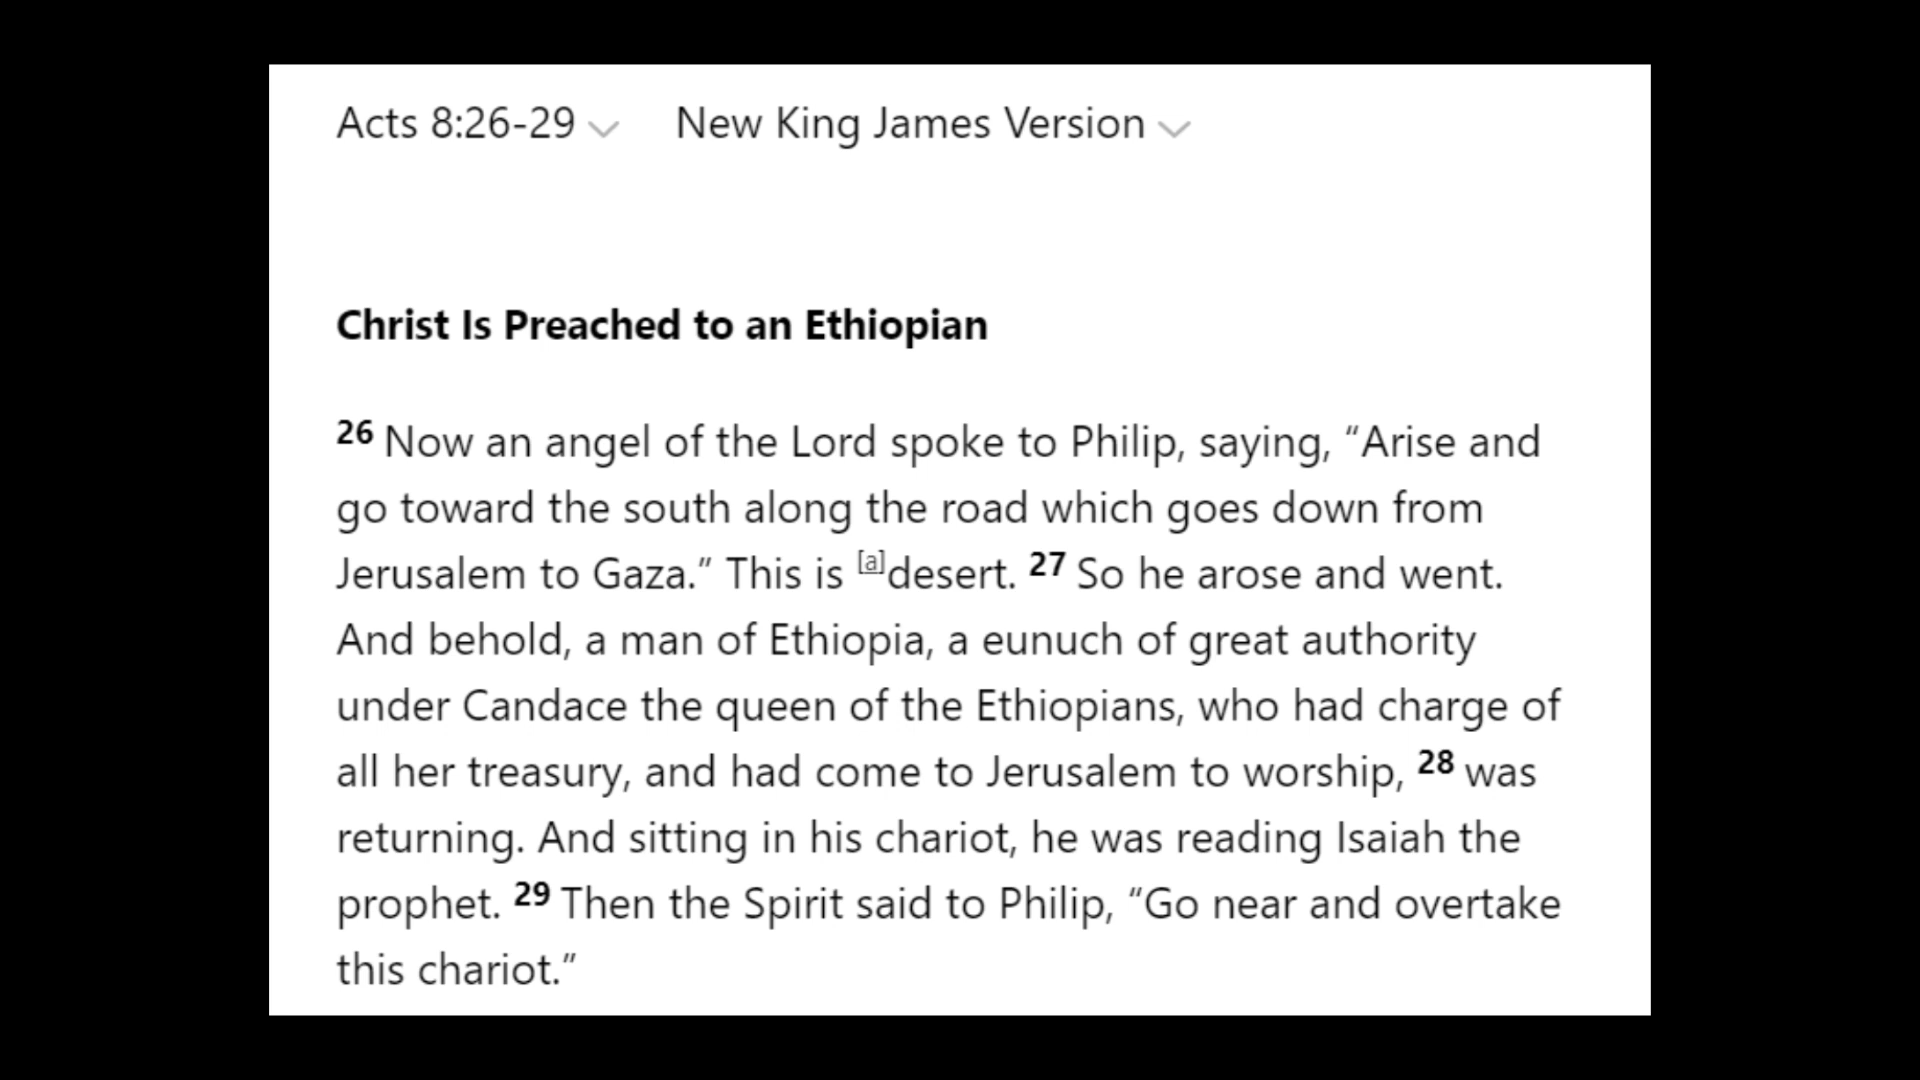 Acts 8:26-29 New King James Version
Christ Is Preached to an Ethiopian
26 Now an angel of the Lord spoke to Philip, saying, “Arise and
go toward the south along the road which goes down from
Jerusalem to Gaza.” This is [a]desert. 27 So he arose and went.
And behold, a man of Ethiopia, a eunuch of great authority
under Candace the queen of the Ethiopians, who had charge of
all her treasury, and had come to Jerusalem to worship, 28 was
returning. And sitting in his chariot, he was reading Isaiah the
prophet. 29 Then the Spirit said to Philip, “Go near and overtake
this chariot.”